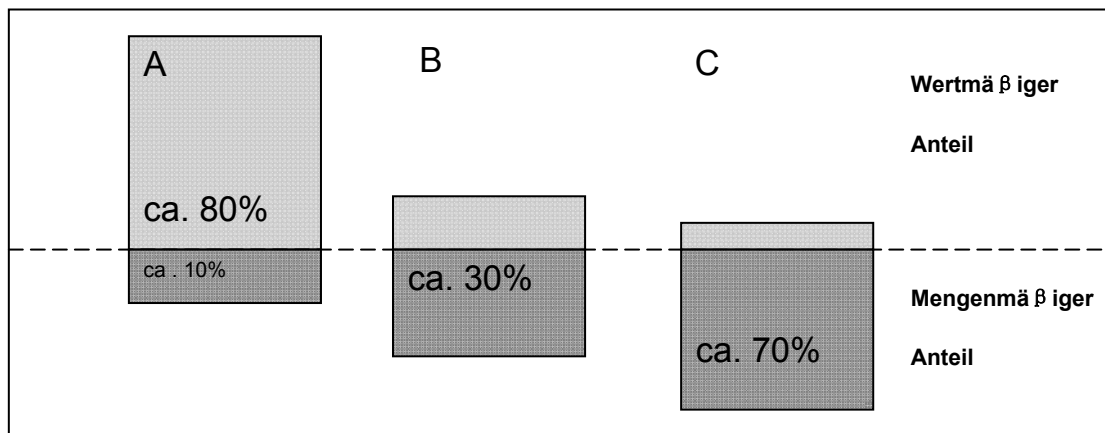 A
B
C
Wertmä β iger
Anteil
ca. 80%
ca . 10%
ca. 30%
ca. 70%
Mengenmä β iger
Anteil